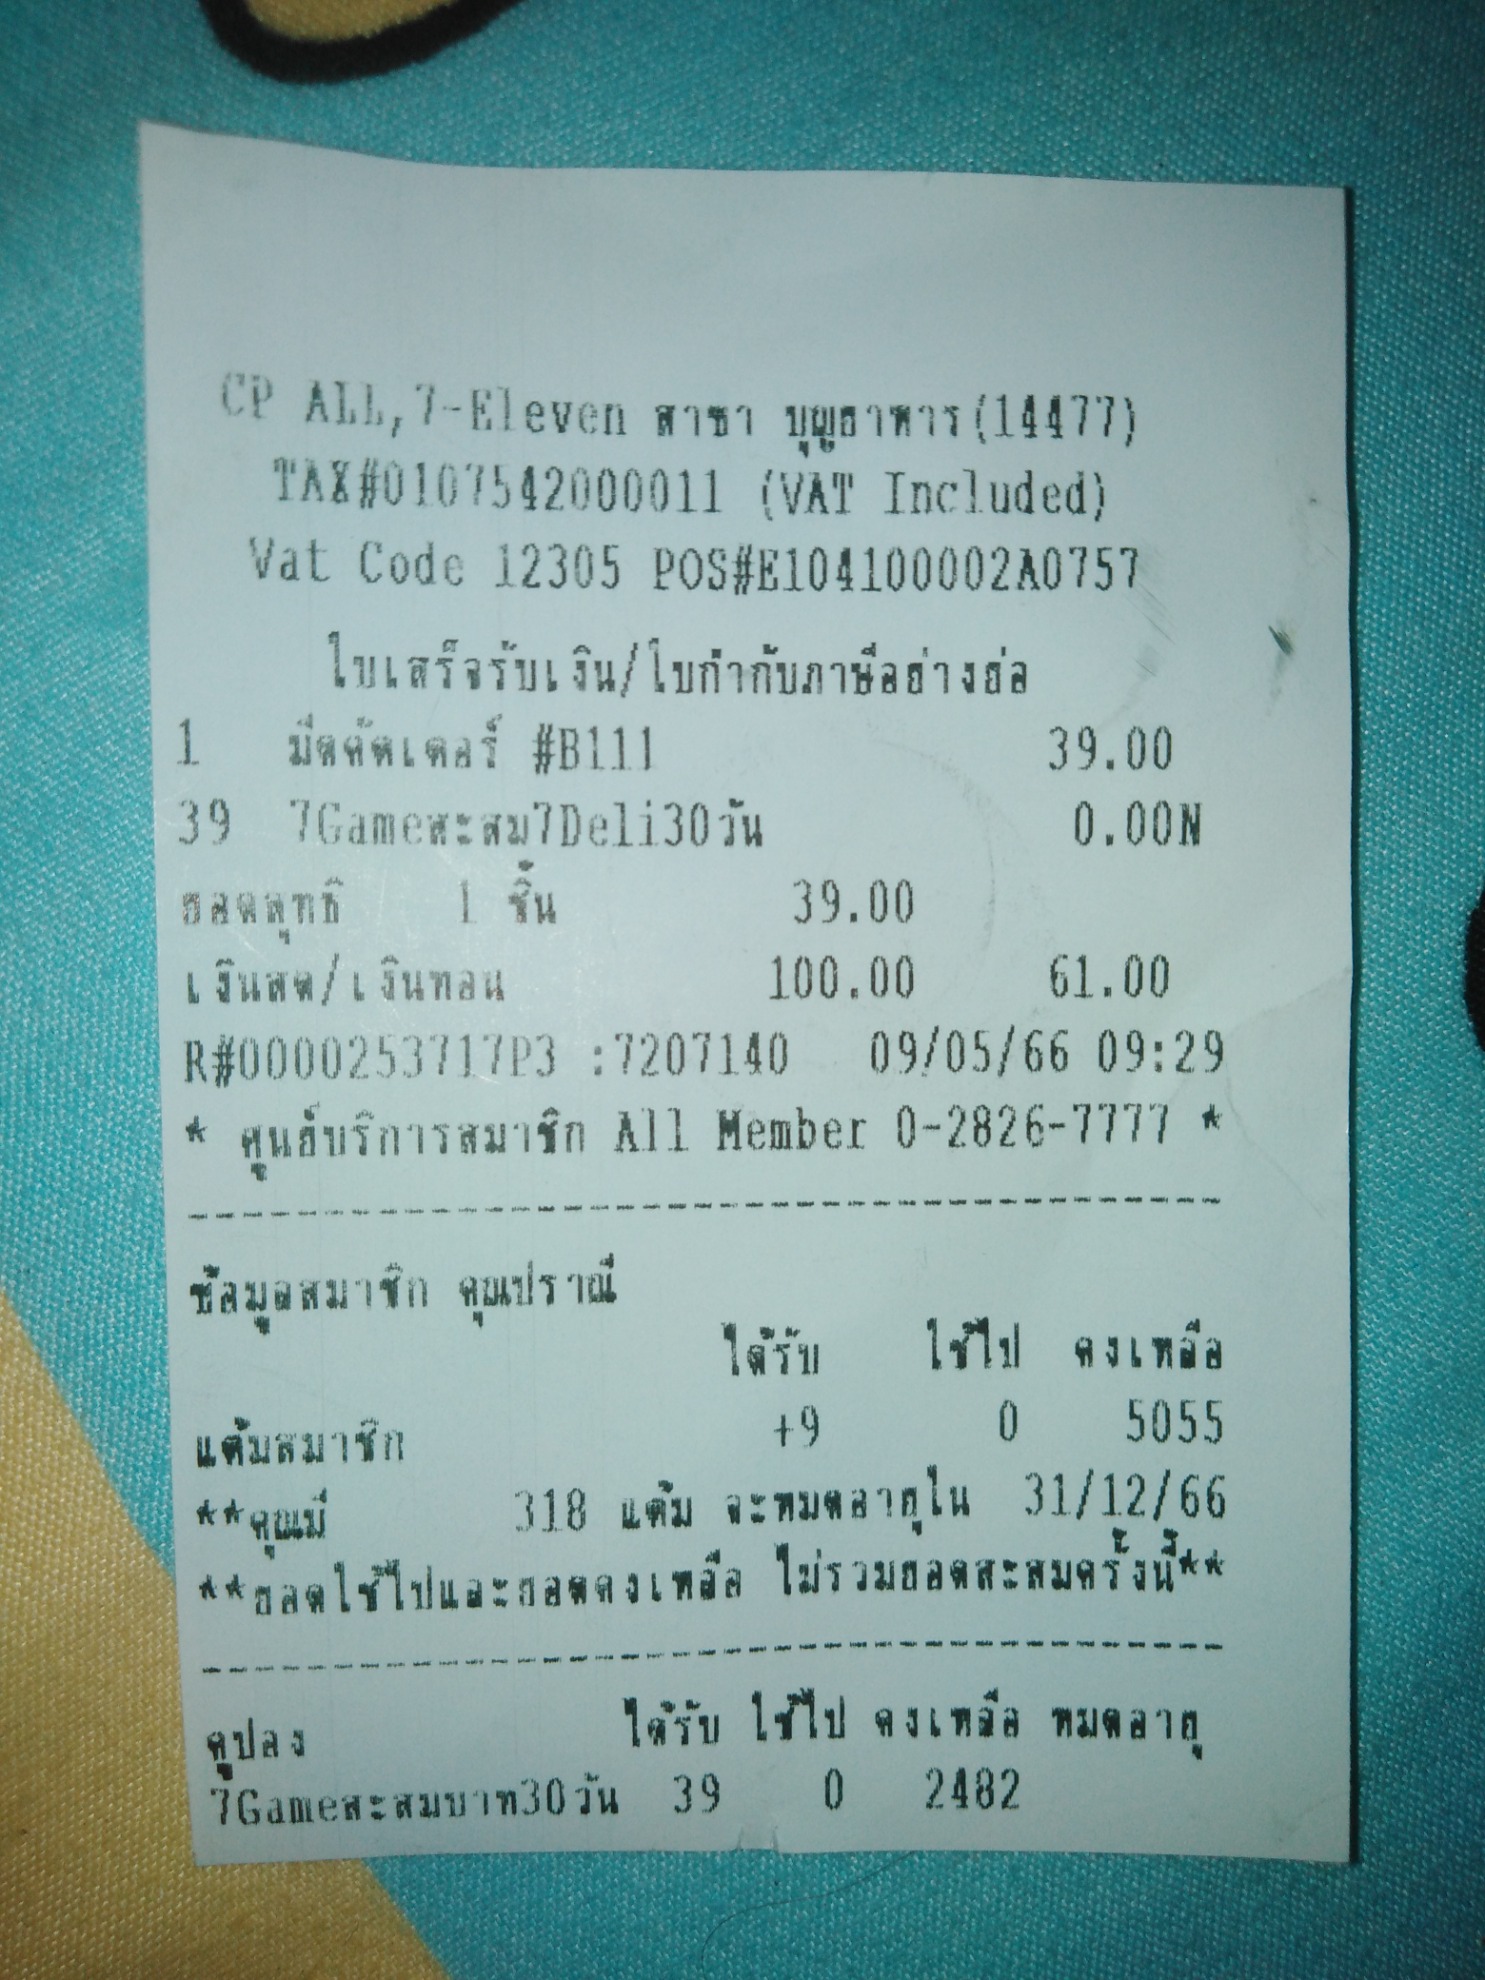 CP ALL,7-Eleven สาขา บุญยาหาร(14477)
TAX#0107542000011 (VAT Included)
Vat Code 12305 POS#E104100002A0757
ใบเสร็จรับเงิน/ใบกำกับภาษีอย่างย่อ
1 มีดคัตเตอร์ #B111 39.00
39 7Gameสะสม7Deli30วัน 0.00N
ยอดสุทธิ 1 ชิ้น 39.00
เงินสด/เงินทอน 100.00 61.00
R#0000253717P3 :7207140 09/05/66 09:29
* ศูนย์บริการสมาชิก All Member 0-2826-7777 *
ข้อมูลสมาชิก คุณปราณี
ได้รับ ใช้ไป คงเหลือ
แต้มสมาชิก +9 0 5055
**คุณมี 318 แต้ม จะหมดอายุใน 31/12/66
**ยอดใช้ไปและยอดคงเหลือ ไม่รวมยอดสะสมครั้งนี้**
คูปอง ได้รับ ใช้ไป คงเหลือ หมดอายุ
7Gameสะสมบาท30วัน 39 0 2482